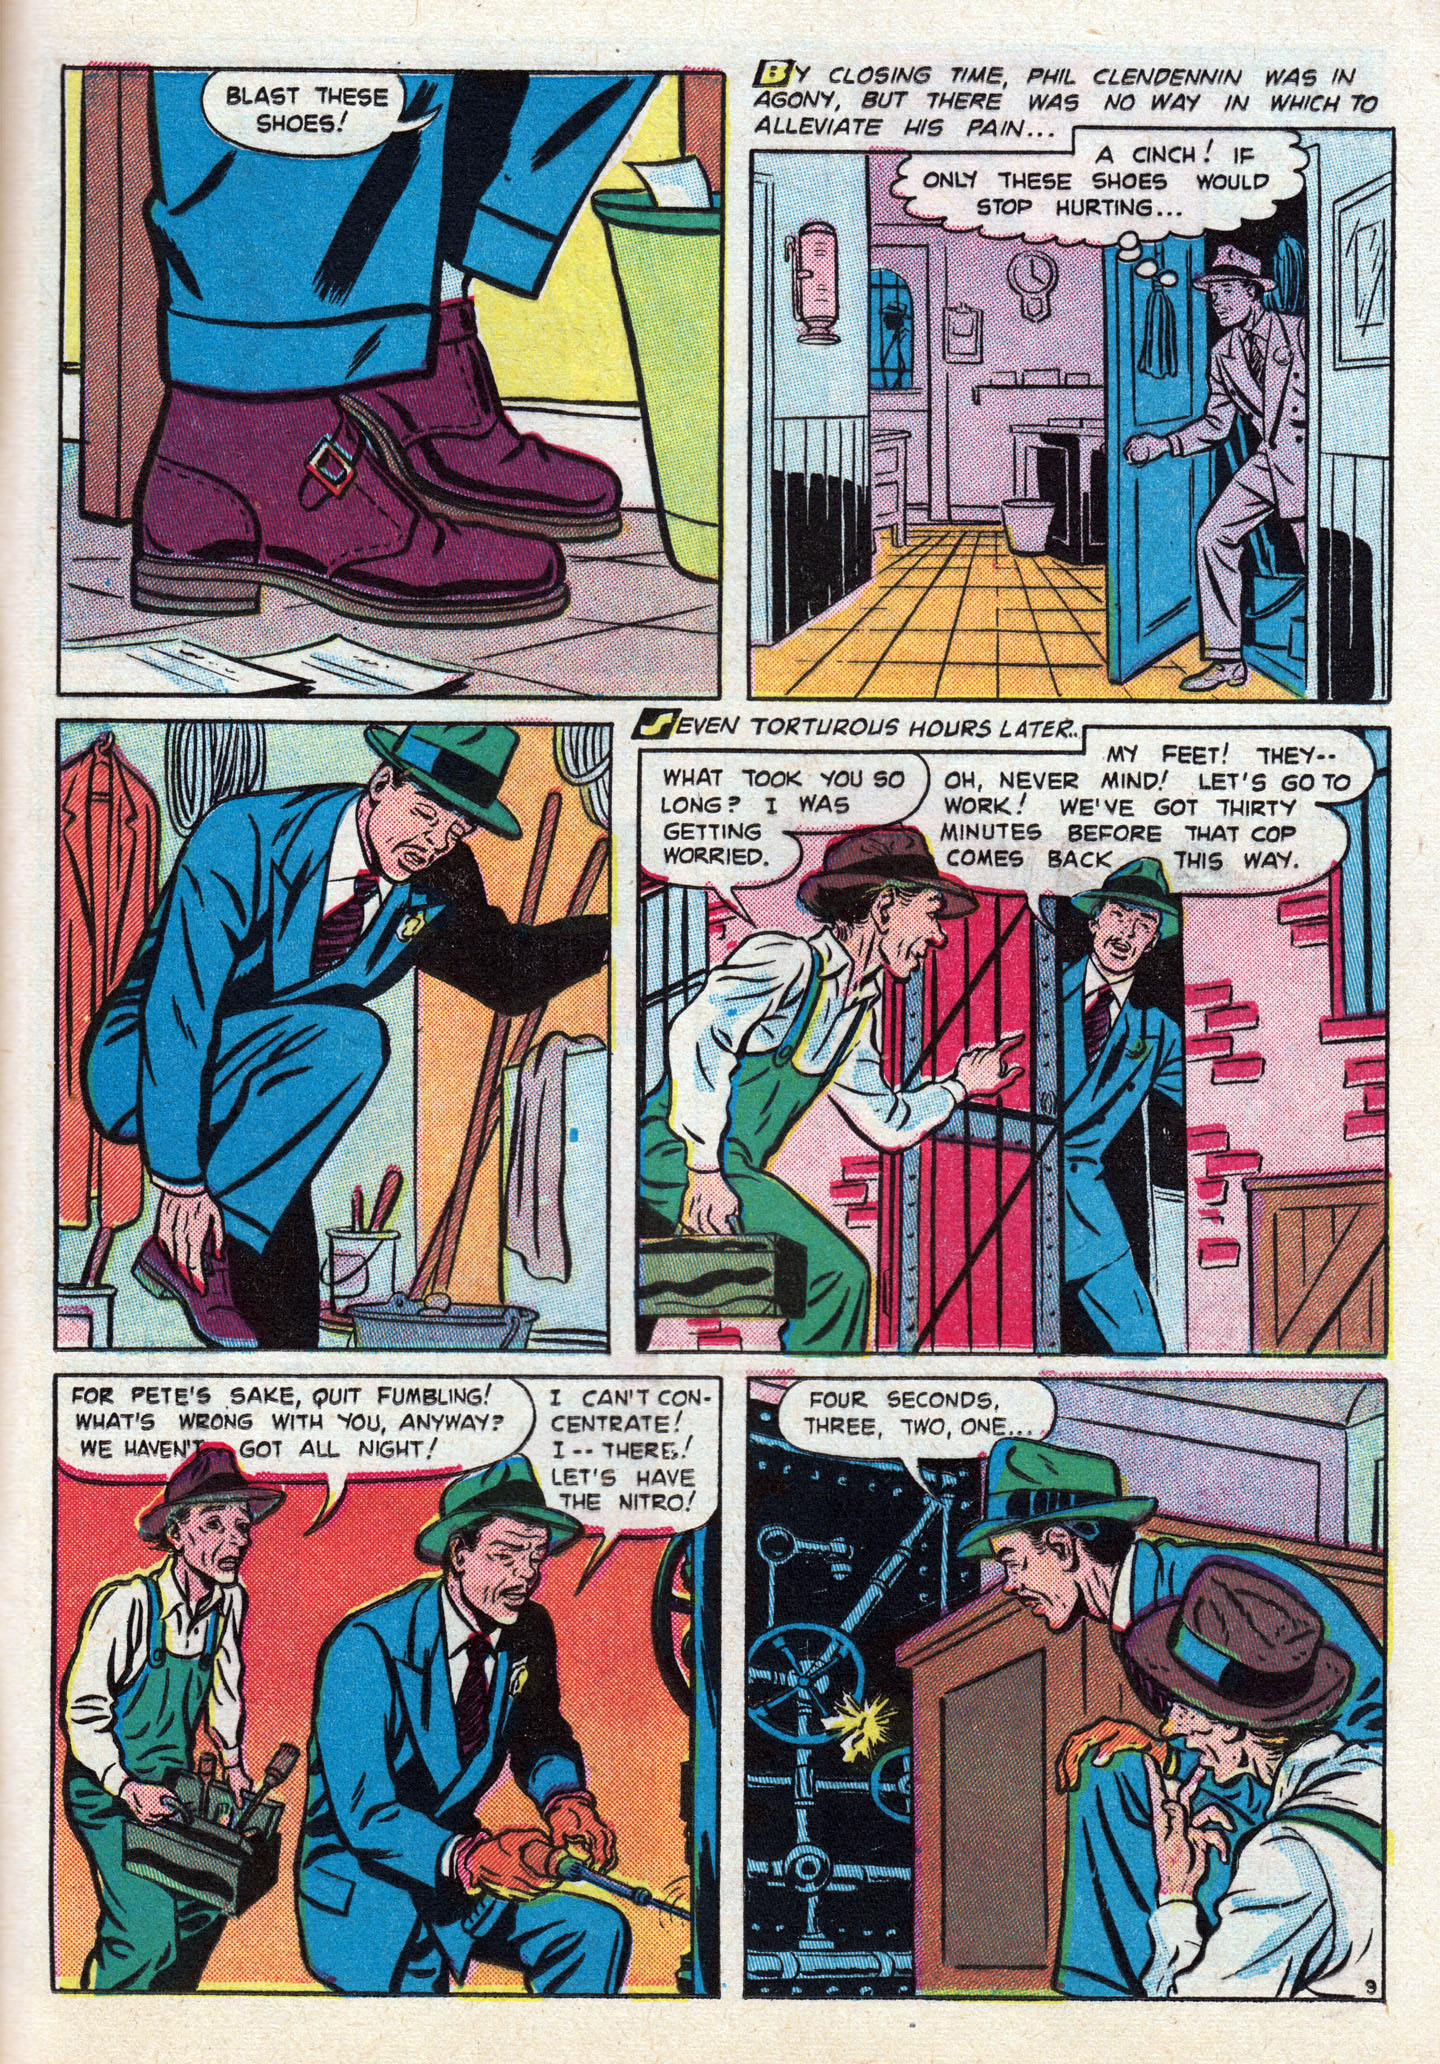 BLAST THESE
SHOES!
BY CLOSING TIME, PHIL CLENDENNIN WAS IN
AGONY, BUT THERE WAS NO WAY IN WHICH TO
ALLEVIATE HIS PAIN...
A CINCH! IF
ONLY THESE SHOES WOULD
STOP HURTING...
SEVEN TORTUROUS HOURS LATER..
WHAT TOOK YOU SO
LONG? I WAS
GETTING
WORRIED.
MY FEET! THEY--
OH, NEVER MIND! LET'S GO TO
WORK! WE'VE GOT THIRTY
MINUTES BEFORE THAT COP
COMES BACK THIS WAY.
FOR PETE'S SAKE, QUIT FUMBLING!
WHAT'S WRONG WITH YOU, ANYWAY?
WE HAVEN'T GOT ALL NIGHT!
I CAN'T CON-
CENTRATE!
I -- THERE!
LET'S HAVE
THE NITRO!
FOUR SECONDS,
THREE, TWO, ONE...
3